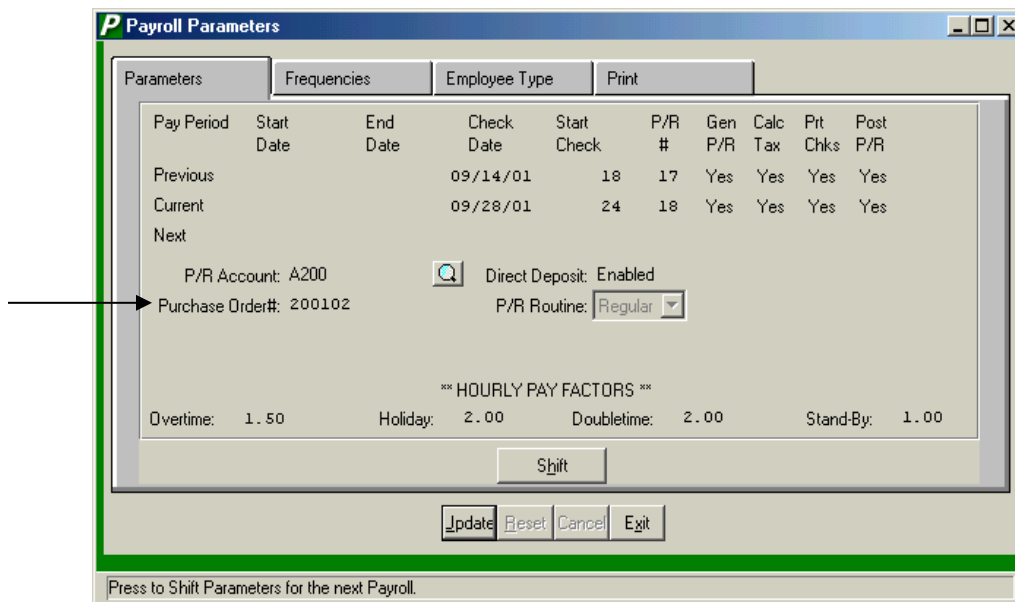 P Payroll Parameters
Parameters Frequencies Employee Type Print
Pay Period Start End Check Start P/R Gen Calc Prt Post
Date Date Date Check # P/R Tax Chks P/R
Previous 09/14/01 18 17 Yes Yes Yes Yes
Current 09/28/01 24 18 Yes Yes Yes Yes
Next
P/R Account: A200 Direct Deposit: Enabled
Purchase Order#: 200102 P/R Routine: Regular
** HOURLY PAY FACTORS **
Overtime: 1.50 Holiday: 2.00 Doubletime: 2.00 Stand-By: 1.00
Shift
Update Reset Cancel Exit
Press to Shift Parameters for the next Payroll.